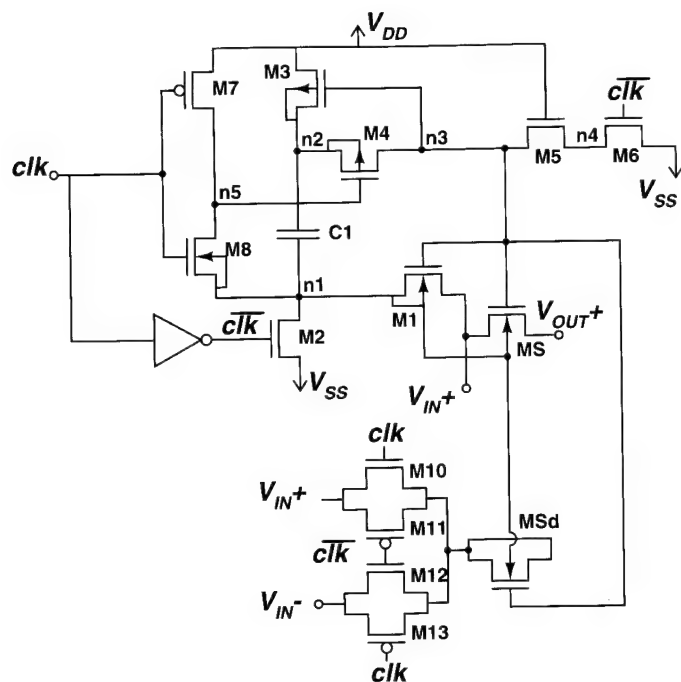 V_DD
M3
M7
clk̅
M4
n2
n3
n4
M5
M6
clk
n5
V_SS
C1
M8
n1
clk̅
M2
M1
V_OUT+
MS
V_SS
V_IN+
clk
M10
V_IN+
M11
MSd
clk̅
M12
V_IN-
M13
clk